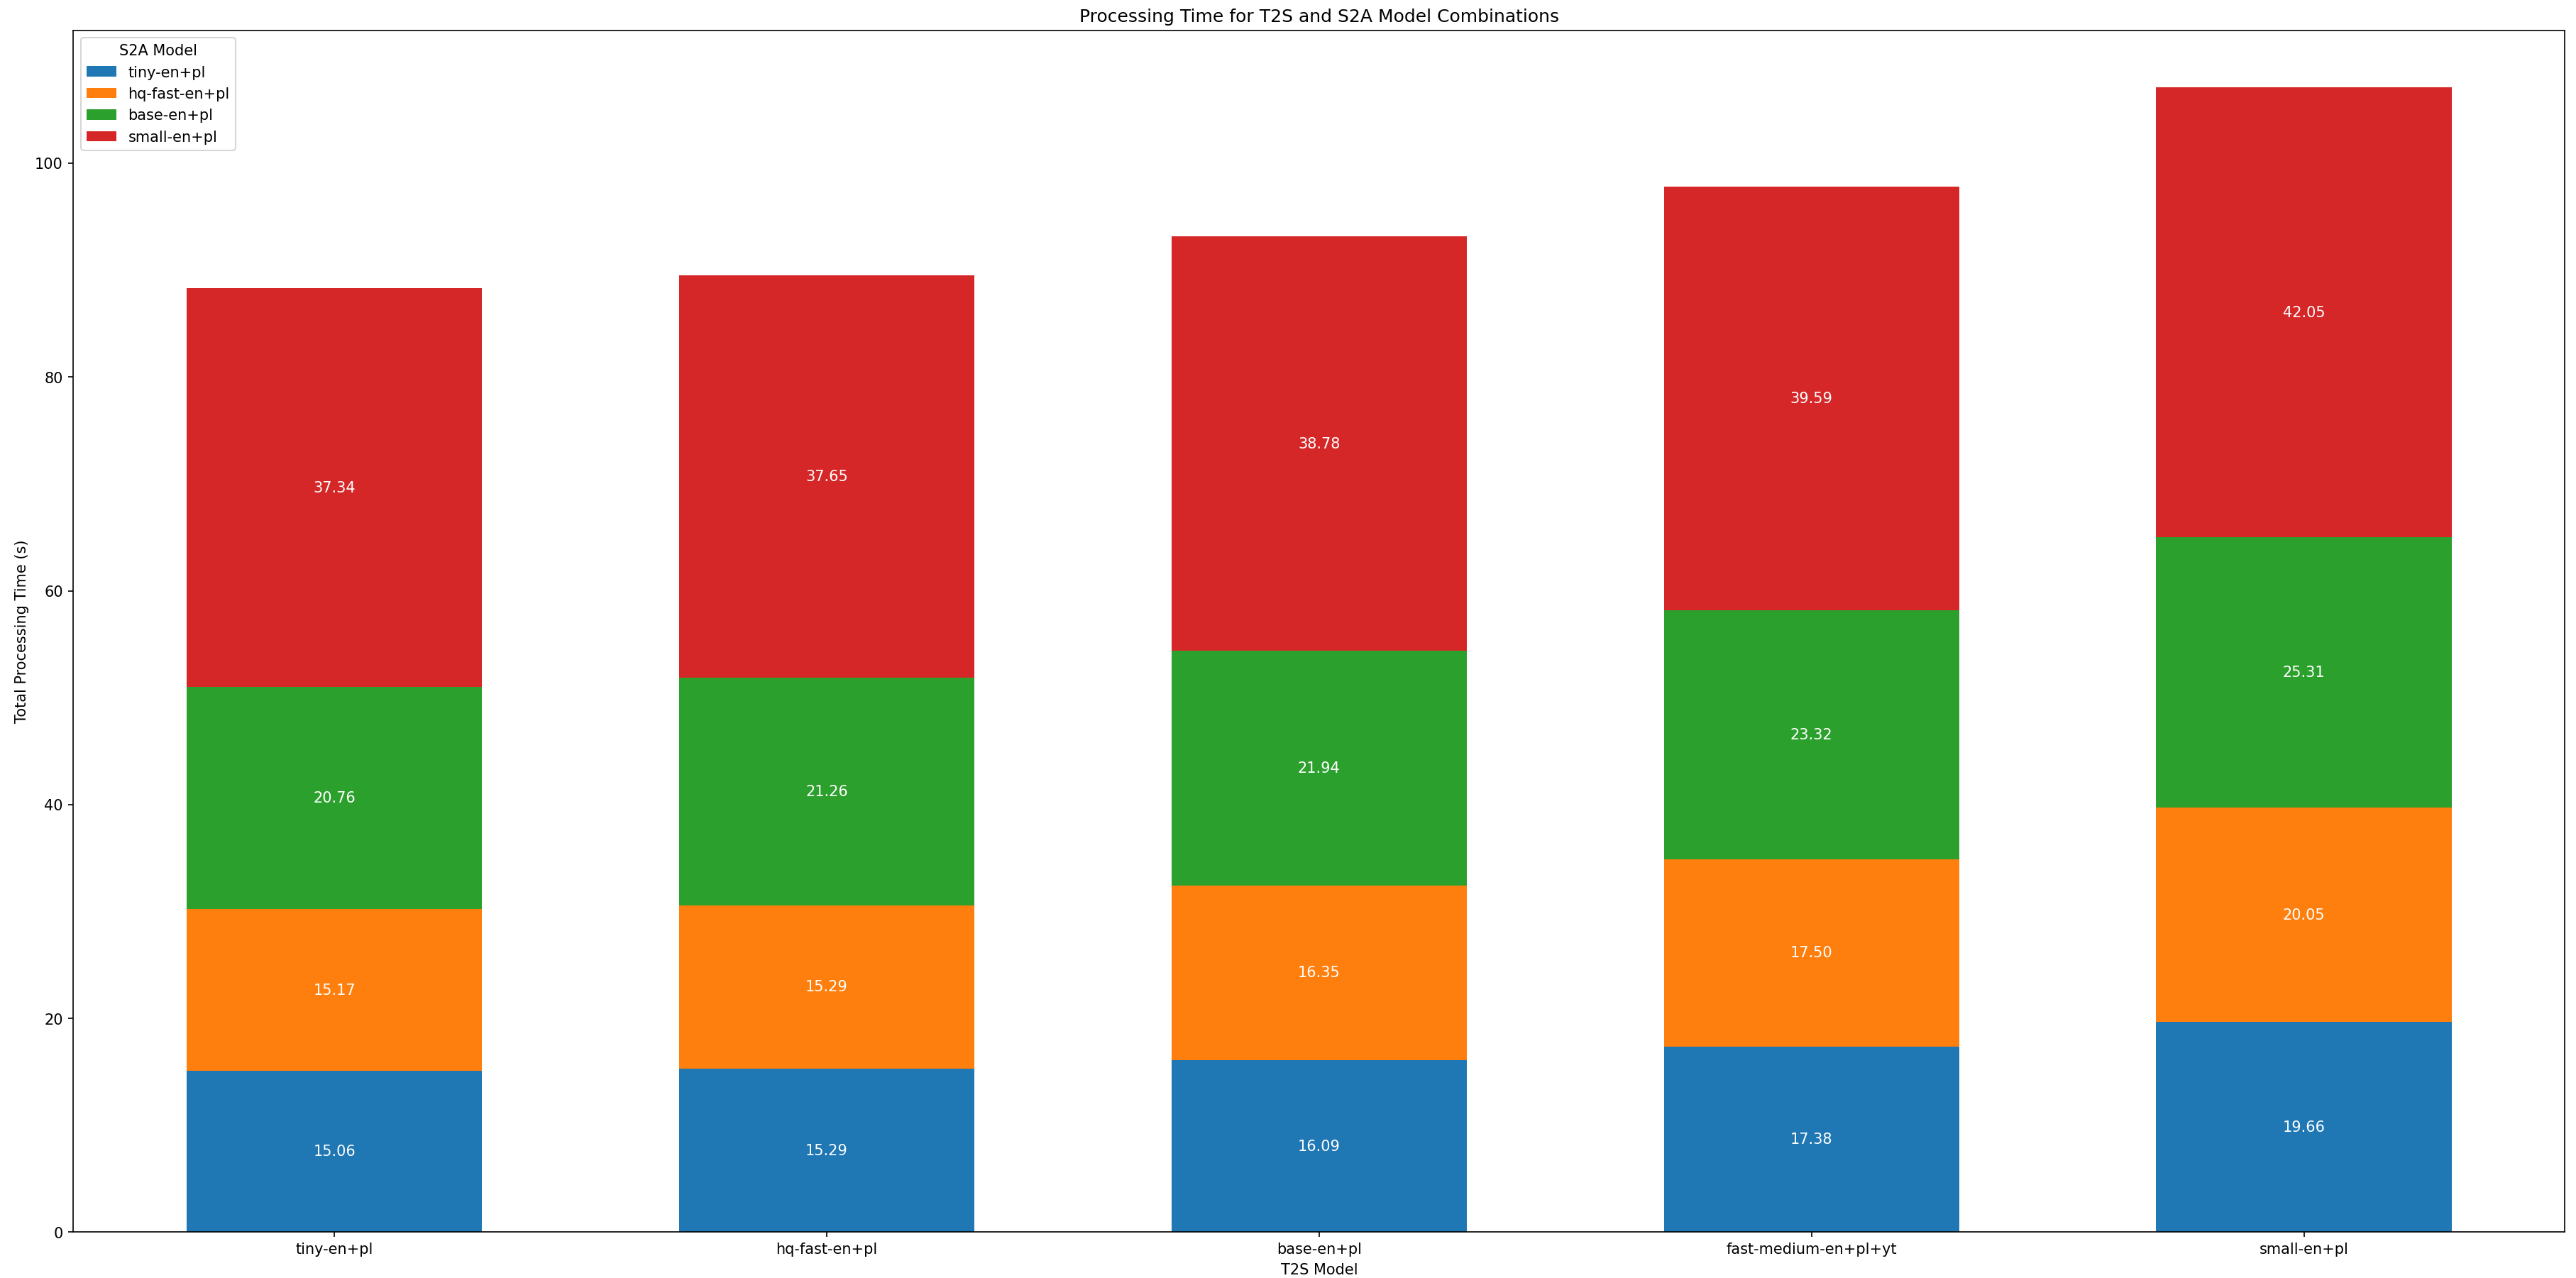 Processing Time for T2S and S2A Model Combinations
S2A Model
tiny-en+pl
hq-fast-en+pl
base-en+pl
small-en+pl
Total Processing Time (s)
100
80
60
40
20
0
37.34
20.76
15.17
15.06
37.65
21.26
15.29
15.29
38.78
21.94
16.35
16.09
39.59
23.32
17.50
17.38
42.05
25.31
20.05
19.66
tiny-en+pl
hq-fast-en+pl
base-en+pl
fast-medium-en+pl+yt
small-en+pl
T2S Model